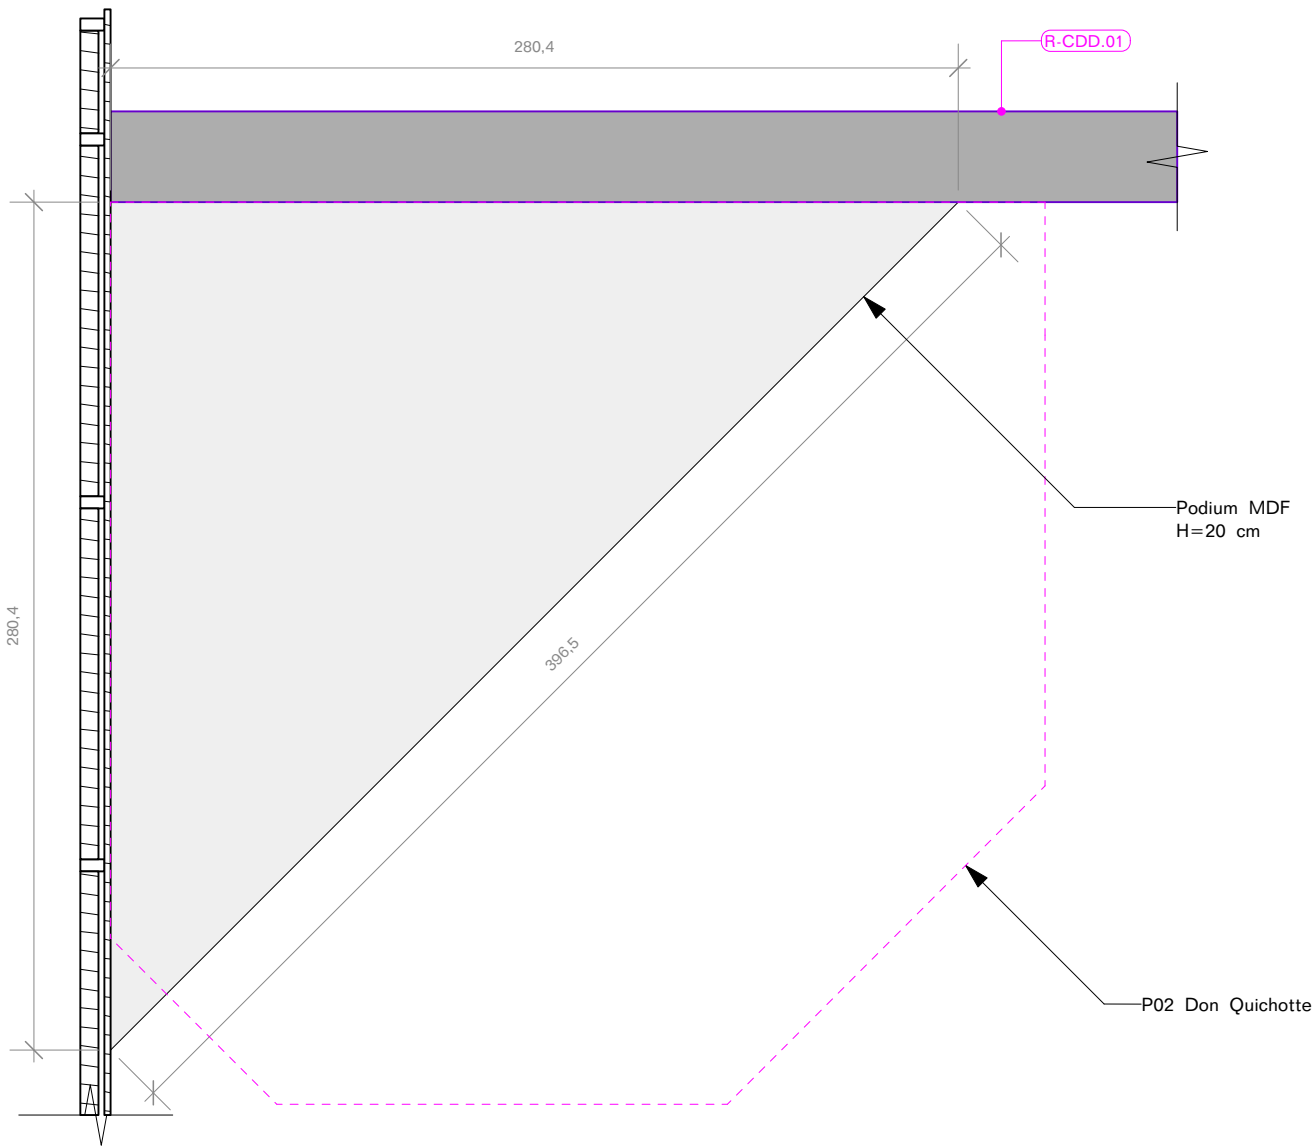 280,4
R-CDD.01
Podium MDF
H=20 cm
280,4
396,5
P02 Don Quichotte